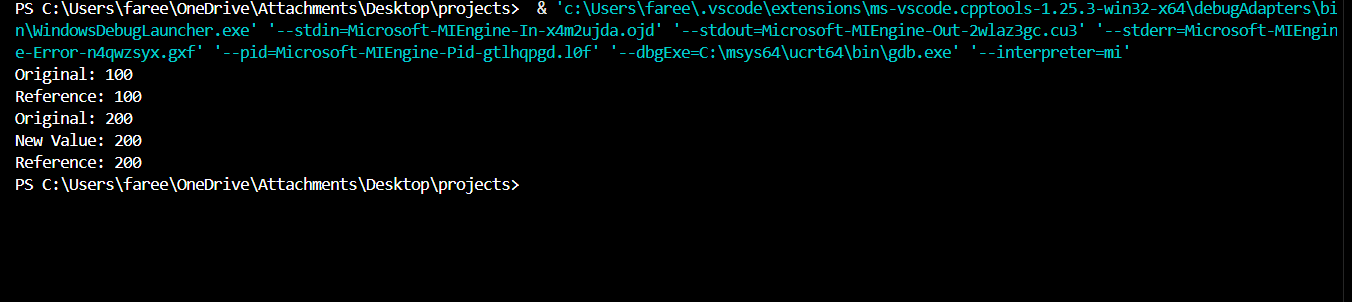 PS C:\Users\faree\OneDrive\Attachments\Desktop\projects>  & 'c:\Users\faree\.vscode\extensions\ms-vscode.cpptools-1.25.3-win32-x64\debugAdapters\bi
n\WindowsDebugLauncher.exe' '--stdin=Microsoft-MIEngine-In-x4m2ujda.ojd' '--stdout=Microsoft-MIEngine-Out-2wlaz3gc.cu3' '--stderr=Microsoft-MIEngin
e-Error-n4qwzsyx.gxf' '--pid=Microsoft-MIEngine-Pid-gtlhqpgd.l0f' '--dbgExe=C:\msys64\ucrt64\bin\gdb.exe' '--interpreter=mi'
Original: 100
Reference: 100
Original: 200
New Value: 200
Reference: 200
PS C:\Users\faree\OneDrive\Attachments\Desktop\projects>